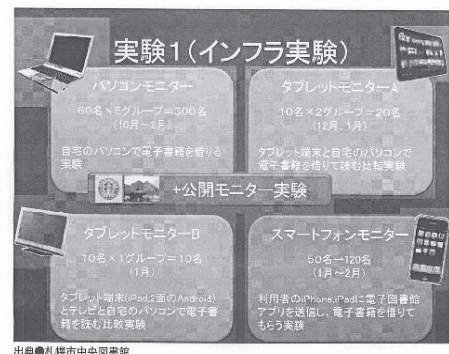 実験1(インフラ実験)
パソコンモニター
60名×5グループ=300名
(10月～2月)
自宅のパソコンで電子書籍を借りる
実験
タブレットモニターA
10名×2グループ=20名
(12月、1月)
タブレット端末と自宅のパソコンで
電子書籍を借りて読む比較実験
+公開モニター実験
タブレットモニターB
10名×1グループ=10名
(1月)
タブレット端末(iPad,2面のAndroid)
とテレビと自宅のパソコンで電子書
籍を読む比較実験
スマートフォンモニター
50名→120名
(1月～2月)
利用者のiPhone,iPadに電子図書館
アプリを送信し、電子書籍を借りて
もらう実験
出典●札幌市中央図書館